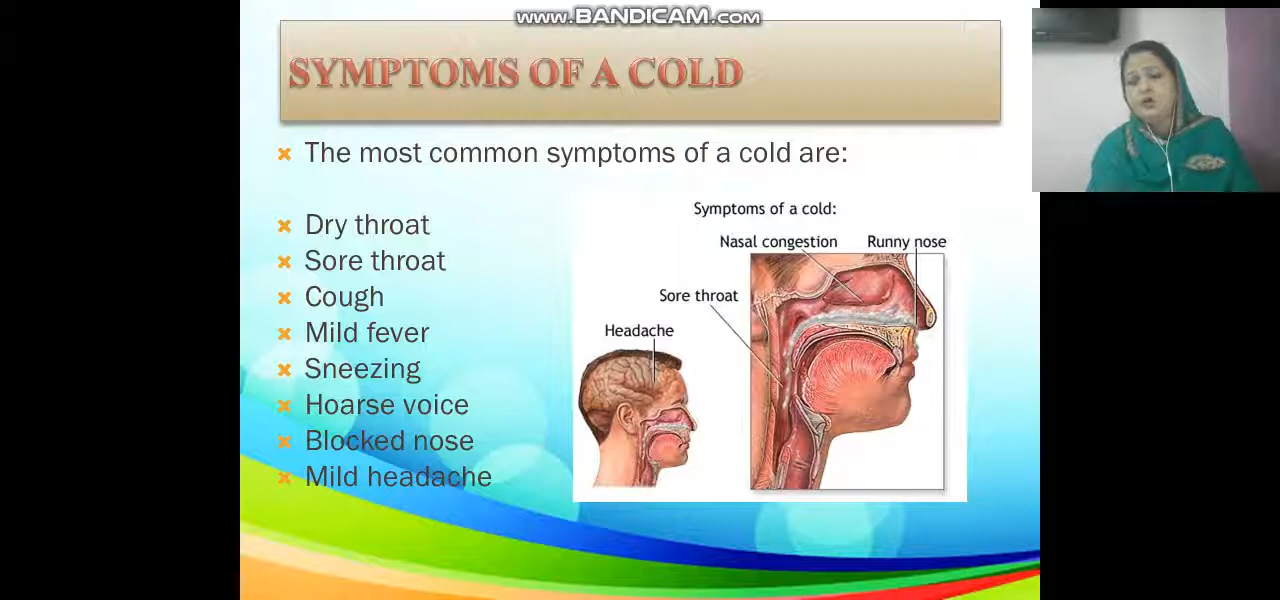 WWW.BANDICAM.COM
SYMPTOMS OF A COLD
The most common symptoms of a cold are:
Dry throat
Sore throat
Cough
Mild fever
Sneezing
Hoarse voice
Blocked nose
Mild headache
Symptoms of a cold:
Nasal congestion
Runny nose
Sore throat
Headache